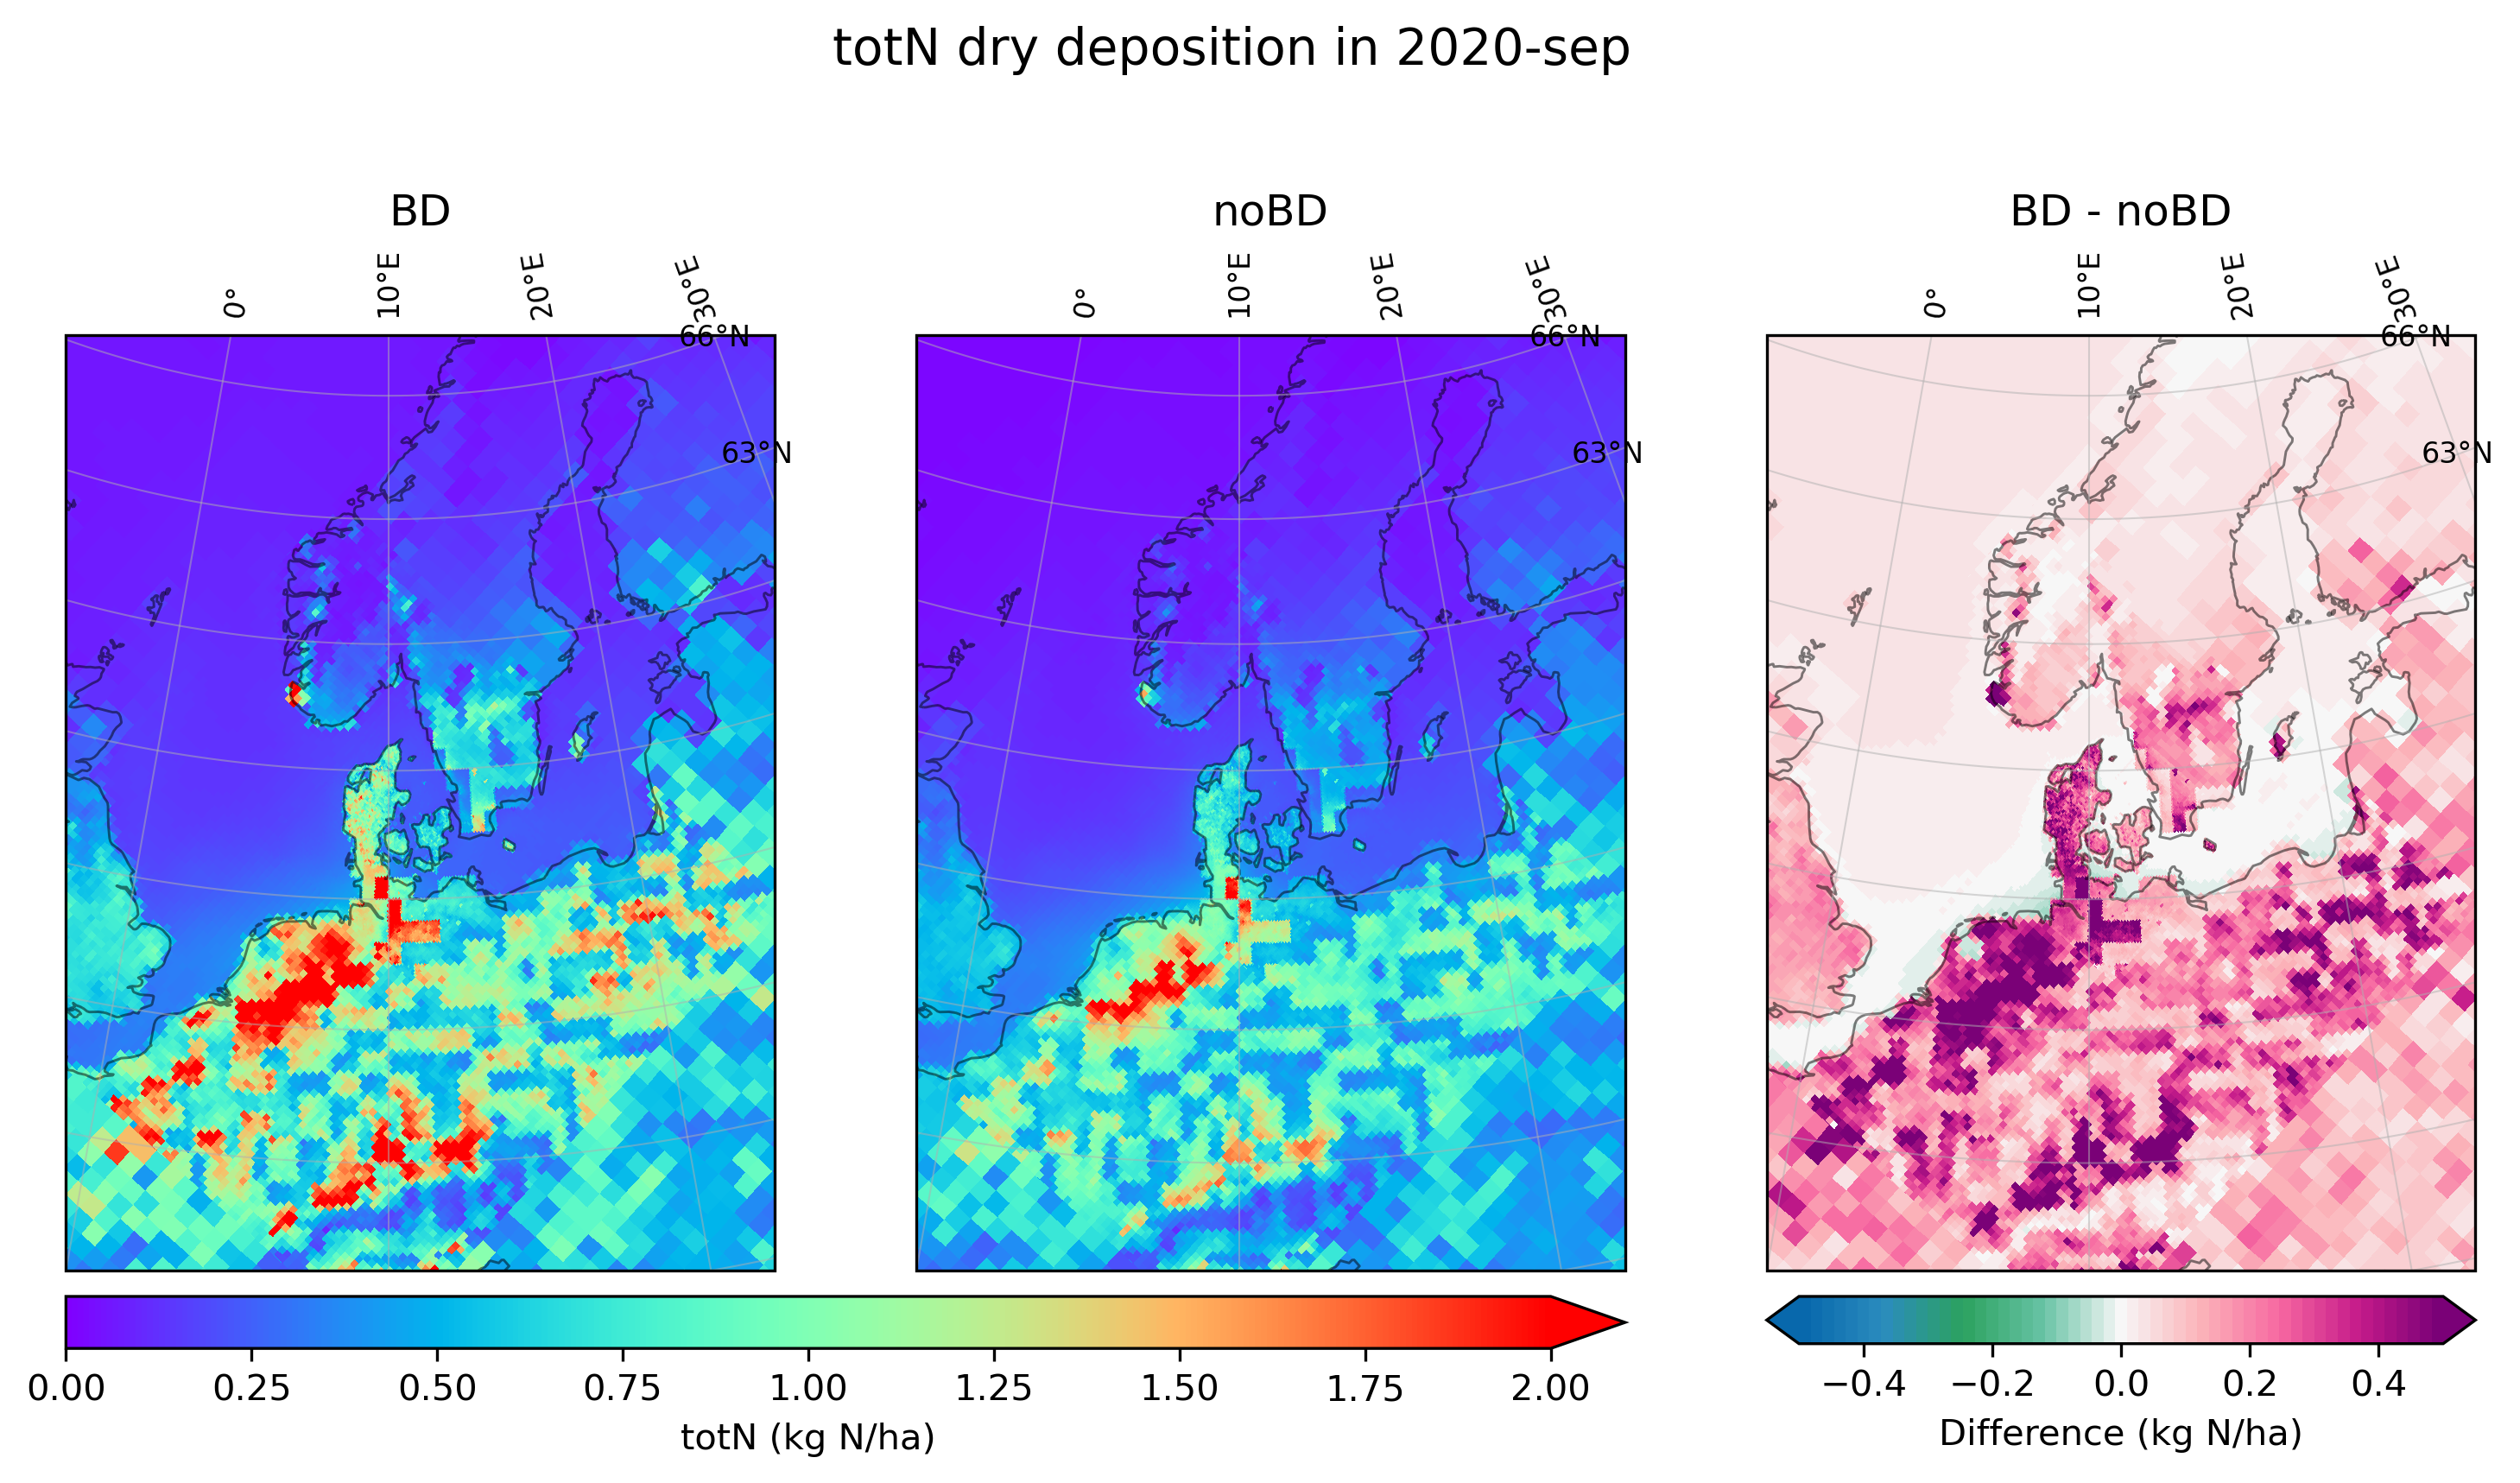 totN dry deposition in 2020-sep
BD
noBD
BD - noBD
0°
10°E
20°E
30°E
0°
10°E
20°E
30°E
0°
10°E
20°E
30°E
66°N
66°N
66°N
63°N
63°N
63°N
0.00 0.25 0.50 0.75 1.00 1.25 1.50 1.75 2.00
totN (kg N/ha)
−0.4 −0.2 0.0 0.2 0.4
Difference (kg N/ha)